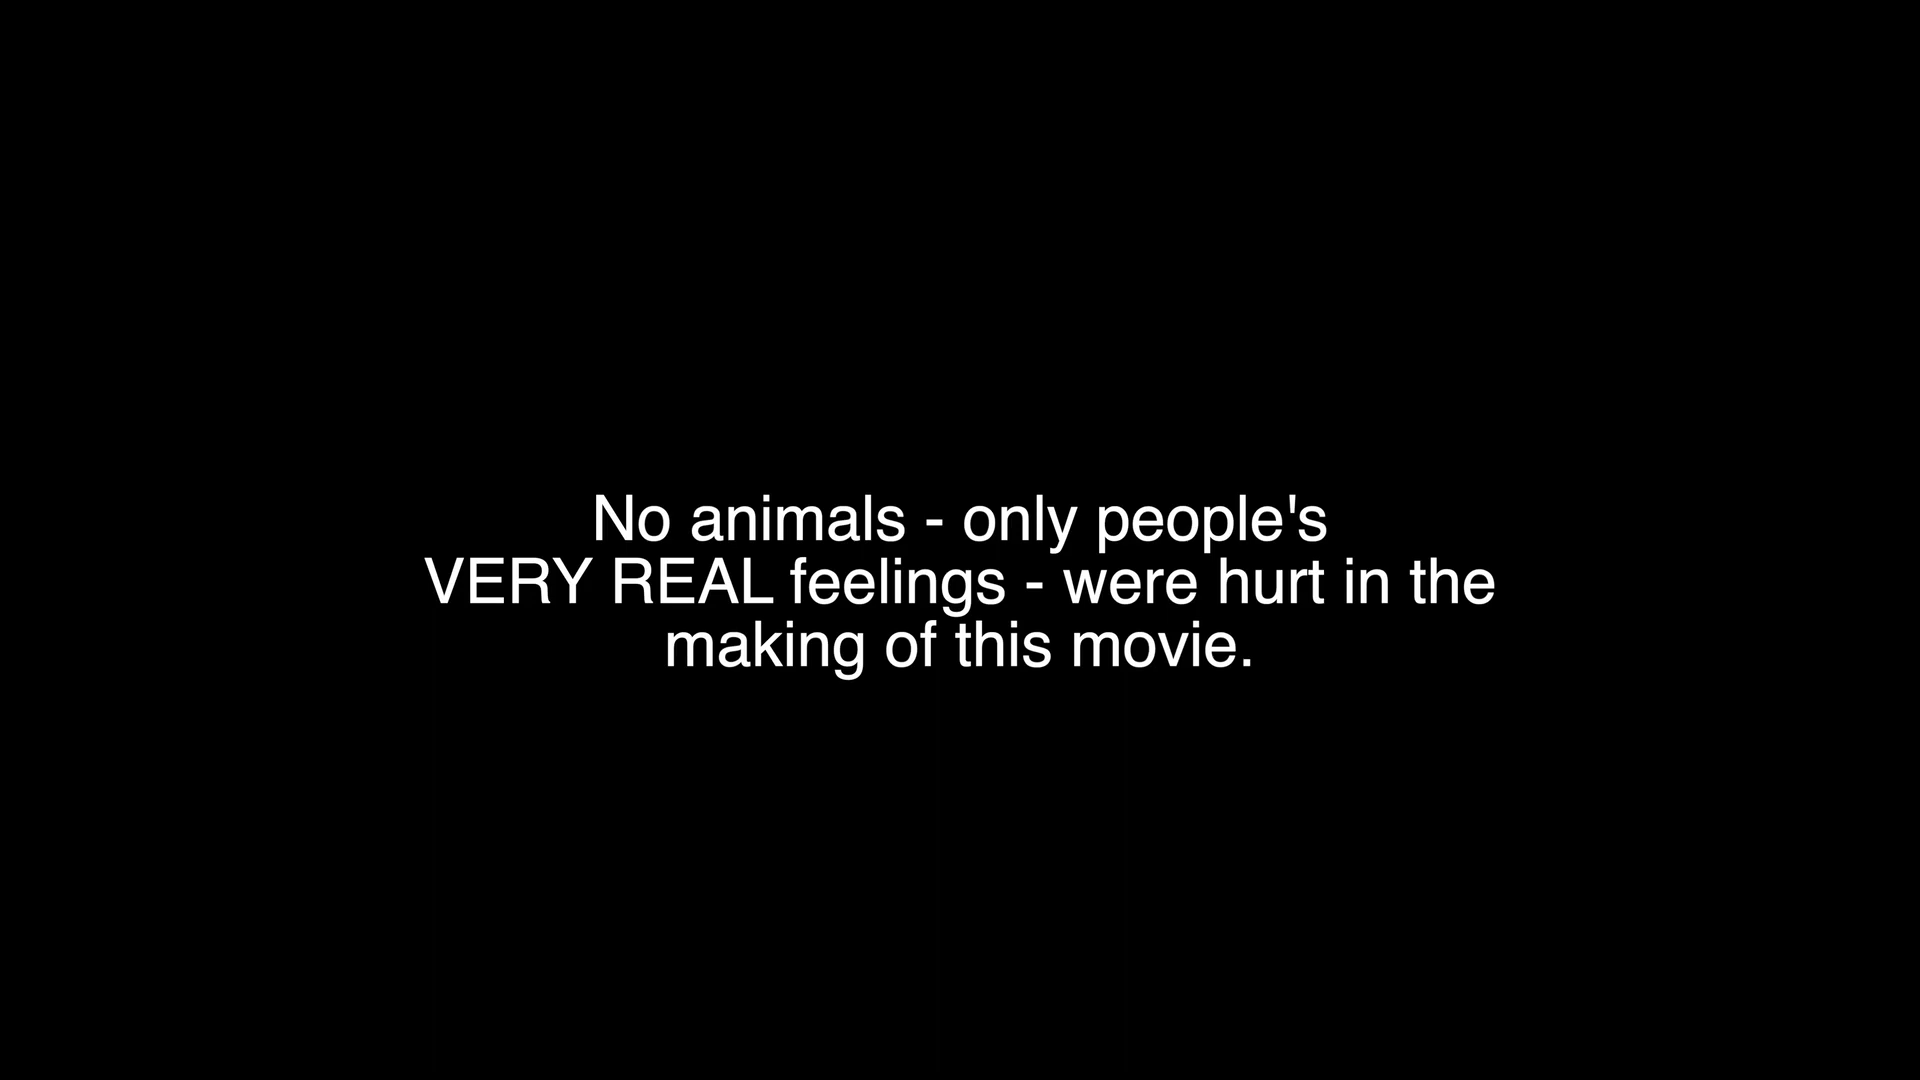 No animals - only people's
VERY REAL feelings - were hurt in the
making of this movie.